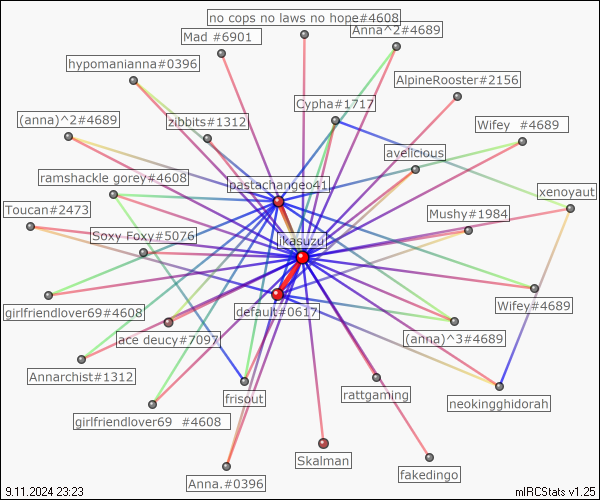 no cops no laws no hope#4608
Anna^2#4689
Mad #6901
hypomanianna#0396
AlpineRooster#2156
Cypha#1717
(anna)^2#4689
zibbits#1312
Wifey  #4689
avelicious
ramshackle gorey#4608
pastachangeo41
xenoyaut
Toucan#2473
Mushy#1984
Soxy Foxy#5076
jkasuzu
girlfriendlover69#4608
default#0617
Wifey#4689
ace deucy#7097
(anna)^3#4689
Annarchist#1312
frisout
rattgaming
neokingghidorah
girlfriendlover69  #4608
Skalman
Anna.#0396
fakedingo
9.11.2024 23:23
mIRCStats v1.25